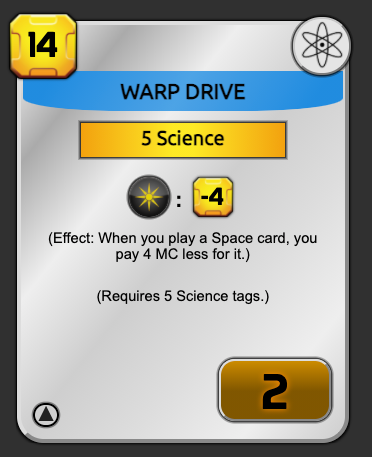 14
WARP DRIVE
5 Science
: -4
(Effect: When you play a Space card, you
pay 4 MC less for it.)
(Requires 5 Science tags.)
2